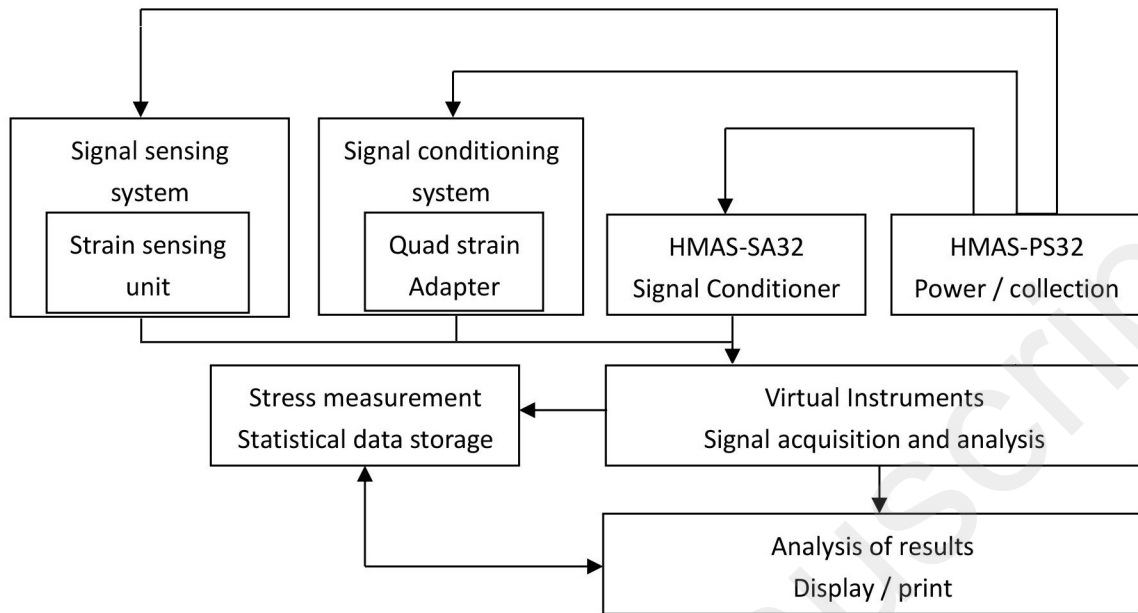 Signal sensing
system
Strain sensing
unit
Signal conditioning
system
Quad strain
Adapter
HMAS-SA32
Signal Conditioner
HMAS-PS32
Power / collection
Stress measurement
Statistical data storage
Virtual Instruments
Signal acquisition and analysis
Analysis of results
Display / print